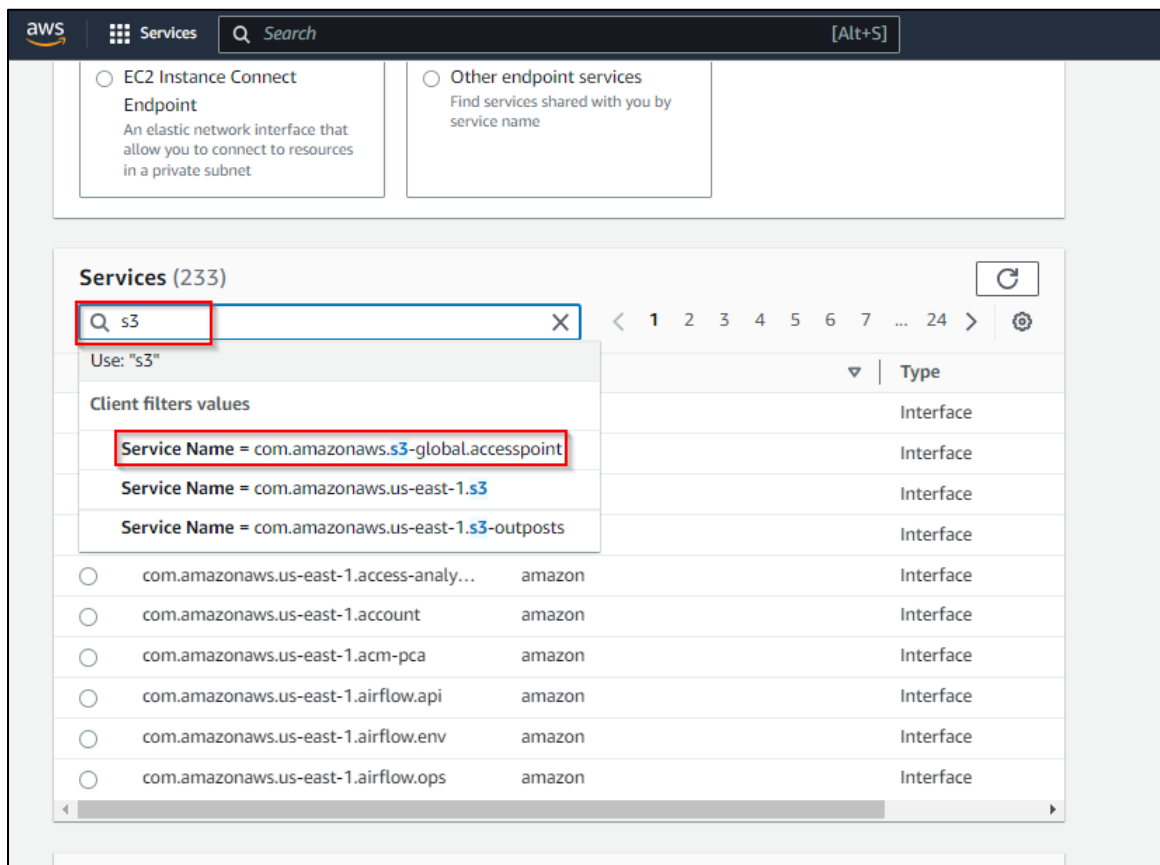 aws
Services
Search
[Alt+S]
EC2 Instance Connect
Endpoint
An elastic network interface that
allow you to connect to resources
in a private subnet
Other endpoint services
Find services shared with you by
service name
Services (233)
s3
1 2 3 4 5 6 7 ... 24
Use: "s3"
Client filters values
Service Name = com.amazonaws.s3-global.accesspoint
Service Name = com.amazonaws.us-east-1.s3
Service Name = com.amazonaws.us-east-1.s3-outposts
Type
Interface
Interface
Interface
Interface
com.amazonaws.us-east-1.access-analy... amazon Interface
com.amazonaws.us-east-1.account amazon Interface
com.amazonaws.us-east-1.acm-pca amazon Interface
com.amazonaws.us-east-1.airflow.api amazon Interface
com.amazonaws.us-east-1.airflow.env amazon Interface
com.amazonaws.us-east-1.airflow.ops amazon Interface